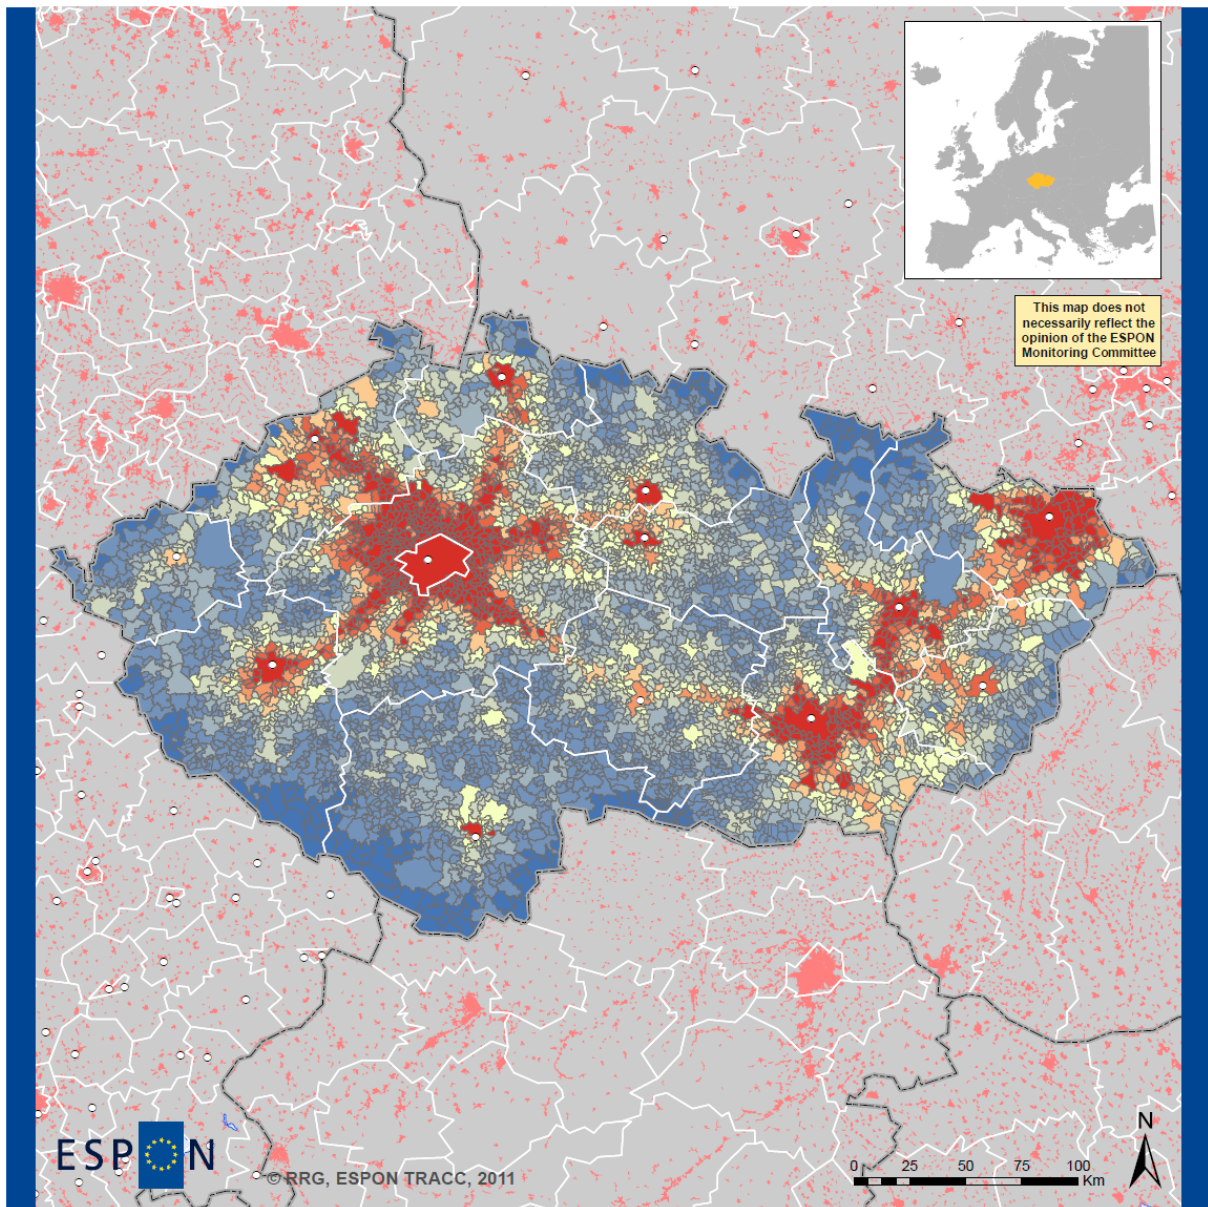 This map does not
necessarily reflect the
opinion of the ESPON
Monitoring Committee
N
0 25 50 75 100
Km
ESPON
© RRG, ESPON TRACC, 2011